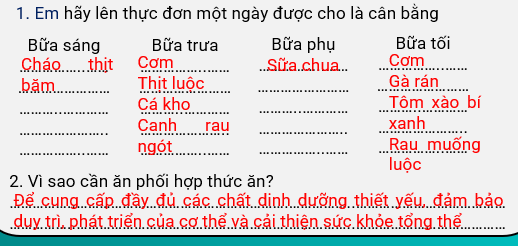 1. Em hãy lên thực đơn một ngày được cho là cân bằng
Bữa sáng
Cháo thịt
băm
Bữa trưa
Cơm
Thịt luộc
Cá kho
Canh rau
ngót
Bữa phụ
Sữa chua
Bữa tối
Cơm
Gà rán
Tôm xào bí
xanh
Rau muống
luộc
2. Vì sao cần ăn phối hợp thức ăn?
Để cung cấp đầy đủ các chất dinh dưỡng thiết yếu, đảm bảo
duy trì, phát triển của cơ thể và cải thiện sức khỏe tổng thể